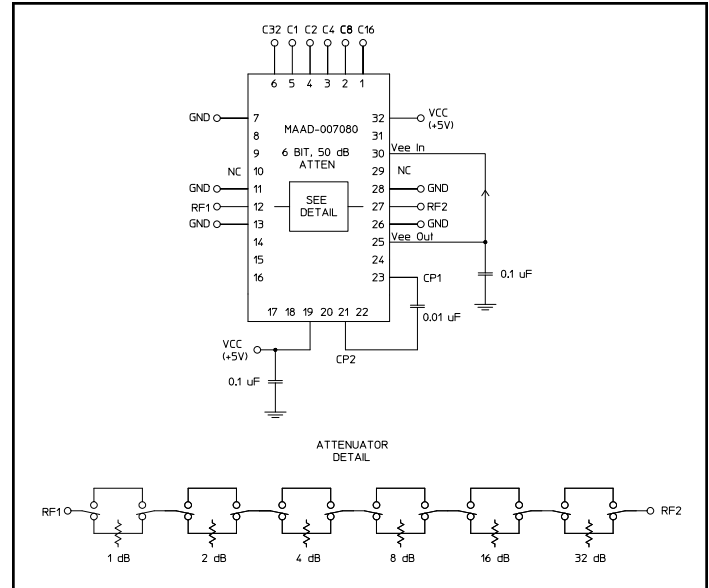 C32 C1 C2 C4 C8 C16
6 5 4 3 2 1
GND 7 32 VCC
(+5V)
8 MAAD-007080 31
9 6 BIT, 50 dB 30 Vee In
ATTEN
NC 10 29 NC
GND 11 28 GND
RF1 12 SEE 27 RF2
DETAIL
GND 13 26 GND
14 25 Vee Out
15 24
16 23 CP1
0.1 uF
17 18 19 20 21 22
0.01 uF
VCC
(+5V)
CP2
0.1 uF
ATTENUATOR
DETAIL
RF1 RF2
1 dB 2 dB 4 dB 8 dB 16 dB 32 dB